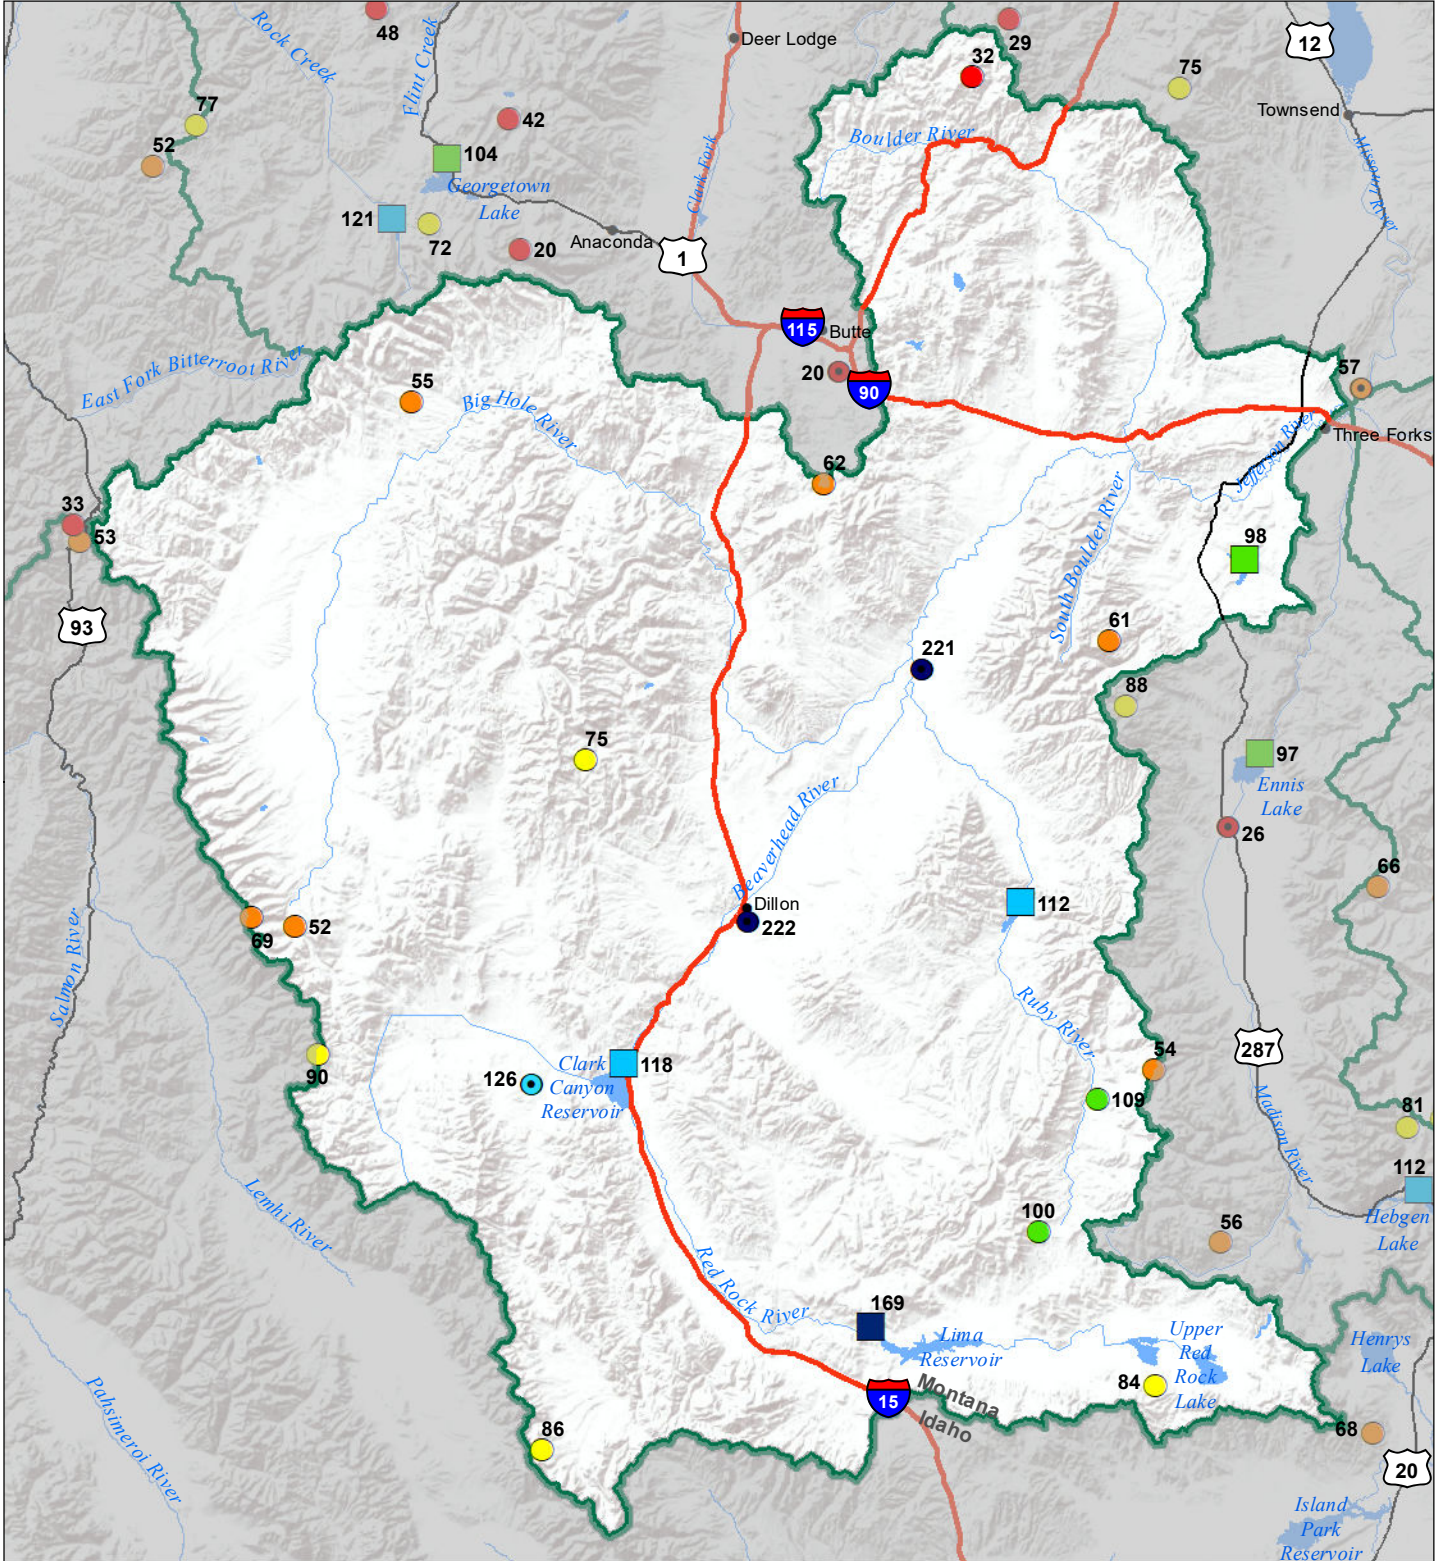 48
Rock Creek
Flint Creek
Deer Lodge
29
32
12
75
Townsend
77
42
52
104
Boulder River
Missouri River
Georgetown
Lake
Clark Fork
121
72
20
Anaconda
1
115
Butte
East Fork Bitterroot River
20
90
57
55
Big Hole River
Jefferson River
Three Forks
62
33
53
South Boulder River
98
93
61
221
88
75
97
Ennis
Lake
Beaverhead River
26
66
Dillon
222
112
69
52
Salmon River
Ruby River
287
54
90
126
Clark
Canyon
Reservoir
118
109
Madison River
81
112
Hebgen
Lake
Lemhi River
100
56
Red Rock River
169
Lima
Reservoir
Upper
Red
Rock
Lake
Henrys
Lake
84
15
Montana
Idaho
Pahsimeroi River
86
68
20
Island
Park
Reservoir